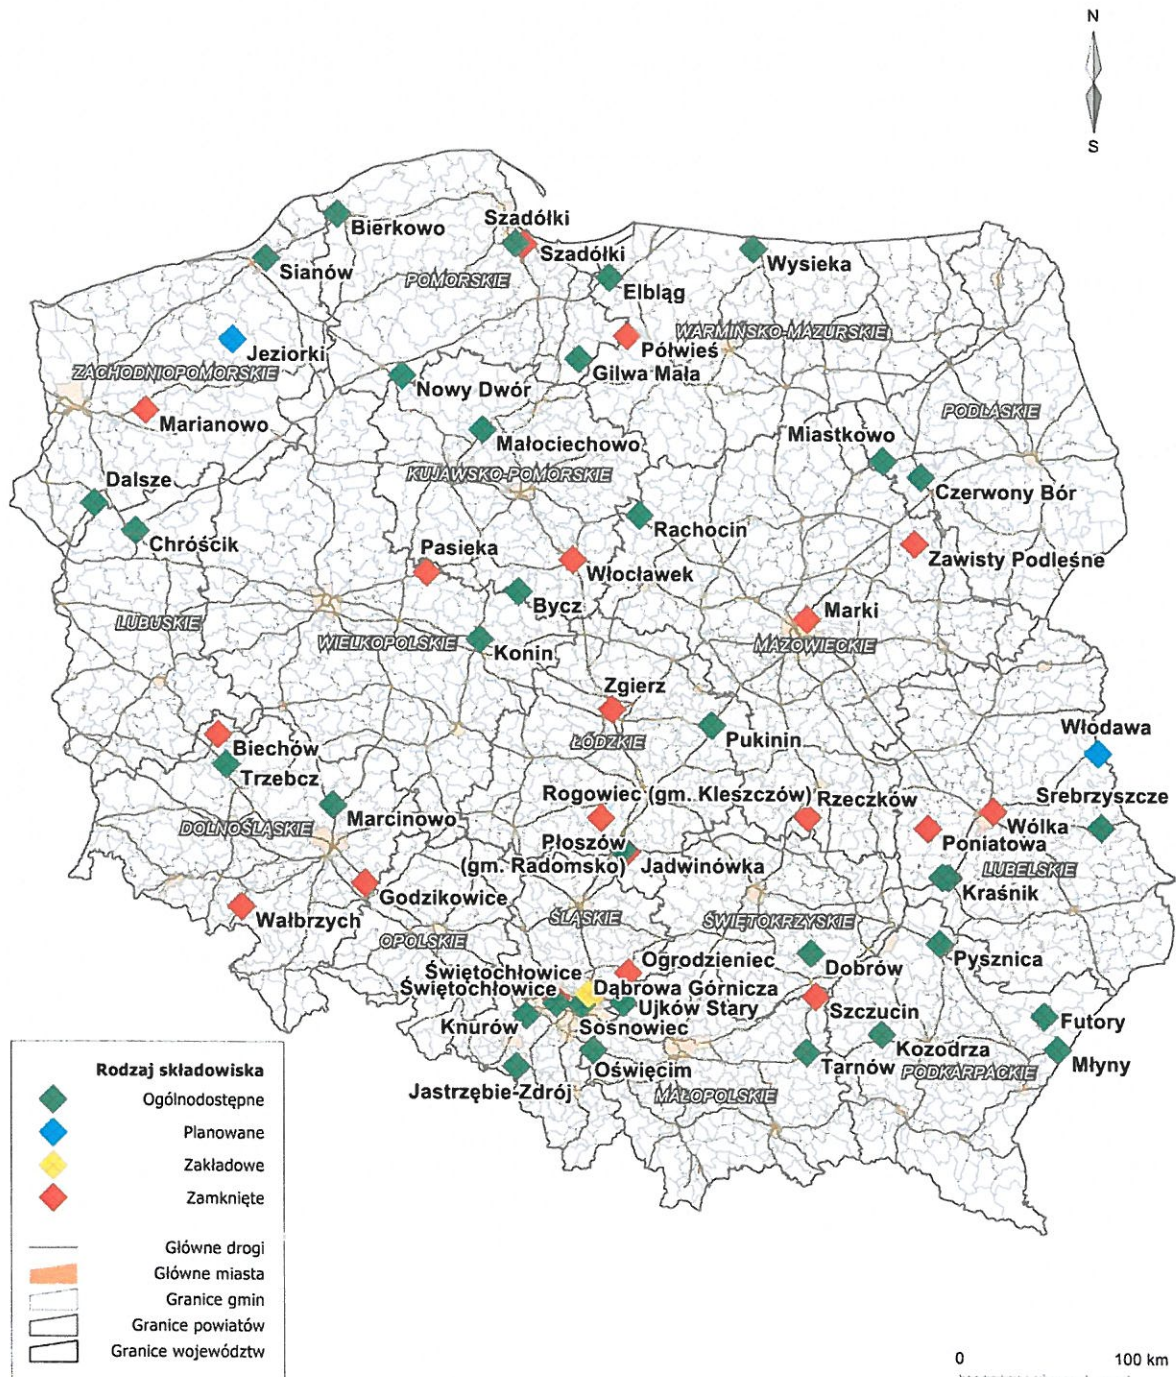 N
S
Szadółki
Bierkowo
Szadółki
Wysieka
Sianów
POMORSKIE
Elbląg
WARMIŃSKO-MAZURSKIE
Półwieś
Jeziorki
Gilwa Mała
ZACHODNIOPOMORSKIE
Nowy Dwór
PODLASKIE
Marianowo
Małociechowo
Miastkowo
KUJAWSKO-POMORSKIE
Dalsze
Czerwony Bór
Rachocin
Chróścik
Pasieka
Zawisty Podleśne
Włocławek
Bycz
Marki
LUBUSKIE
WIELKOPOLSKIE
Konin
MAZOWIECKIE
Zgierz
Włodawa
Biechów
ŁÓDZKIE
Pukinin
Trzebcz
Rogowiec (gm. Kleszczów)
Rzeczków
Srebrzyszcze
Marcinowo
Wólka
DOLNOŚLĄSKIE
Płoszów
(gm. Radomsko)
Jadwinówka
Poniatowa
LUBELSKIE
Kraśnik
Godzikowice
Wałbrzych
ŚLĄSKIE
ŚWIĘTOKRZYSKIE
OPOLSKIE
Pysznica
Ogrodzieniec
Dobrów
Świętochłowice
Świętochłowice
Dąbrowa Górnicza
Ujków Stary
Szczucin
Futory
Knurów
Sosnowiec
Kozodrza
Oświęcim
Tarnów
Młyny
PODKARPACKIE
Jastrzębie-Zdrój
MAŁOPOLSKIE
Rodzaj składowiska
Ogólnodostępne
Planowane
Zakładowe
Zamknięte
Główne drogi
Główne miasta
Granice gmin
Granice powiatów
Granice województw
0 100 km